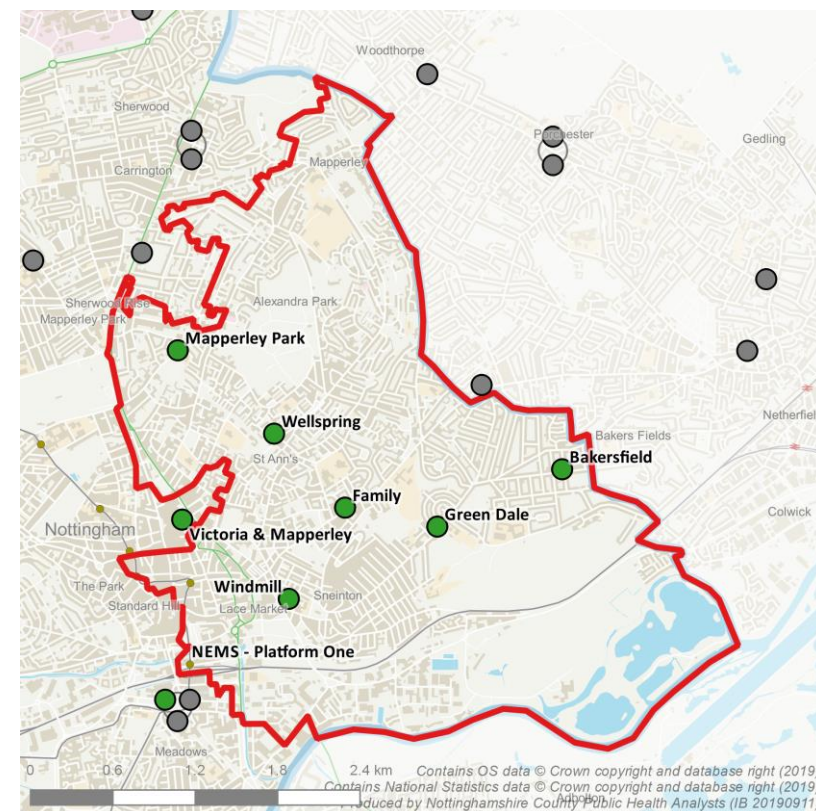 Woodthorpe
Sherwood
Porchester
Gedling
Mapperley
Carrington
Sherwood Rise
Alexandra Park
Mapperley Park
Mapperley Park
Wellspring
Netherfield
Bakers Fields
St Ann's
Bakersfield
Family
Green Dale
Colwick
Nottingham
Victoria & Mapperley
The Park
Windmill
Sneinton
Standard Hill
Lace Market
NEMS - Platform One
Meadows
0 0.6 1.2 1.8 2.4 km
Contains OS data © Crown copyright and database right (2019)
Contains National Statistics data © Crown copyright and database right (2019)
Produced by Nottinghamshire County Public Health Analysts (IB 20190911)